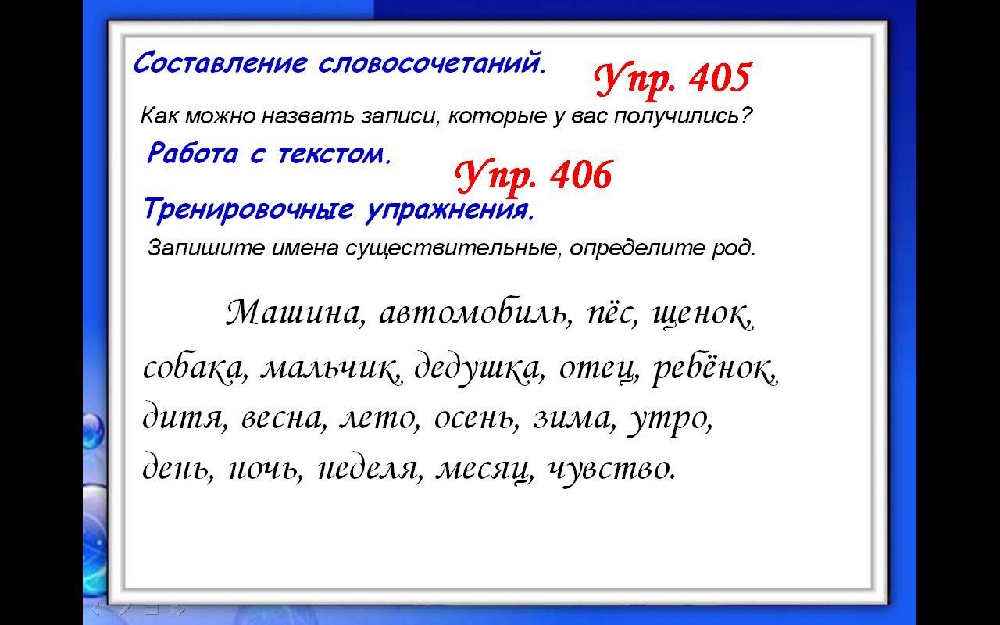 Составление словосочетаний.
Упр. 405
Как можно назвать записи, которые у вас получились?
Работа с текстом.
Упр. 406
Тренировочные упражнения.
Запишите имена существительные, определите род.
Машина, автомобиль, пёс, щенок,
собака, мальчик, дедушка, отец, ребёнок,
дитя, весна, лето, осень, зима, утро,
день, ночь, неделя, месяц, чувство.